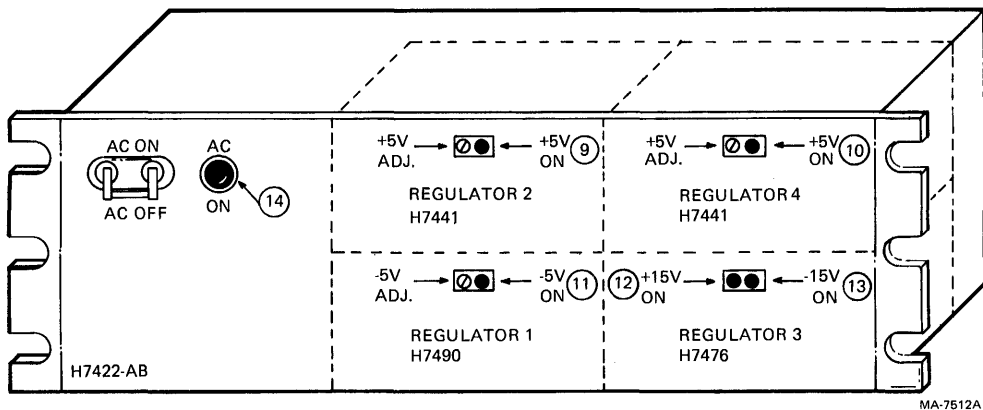 AC ON
AC OFF
AC
ON
14
+5V
ADJ.
+5V
ON
9
REGULATOR 2
H7441
+5V
ADJ.
+5V
ON
10
REGULATOR 4
H7441
-5V
ADJ.
-5V
ON
11
REGULATOR 1
H7490
12
+15V
ON
-15V
ON
13
REGULATOR 3
H7476
H7422-AB
MA-7512A